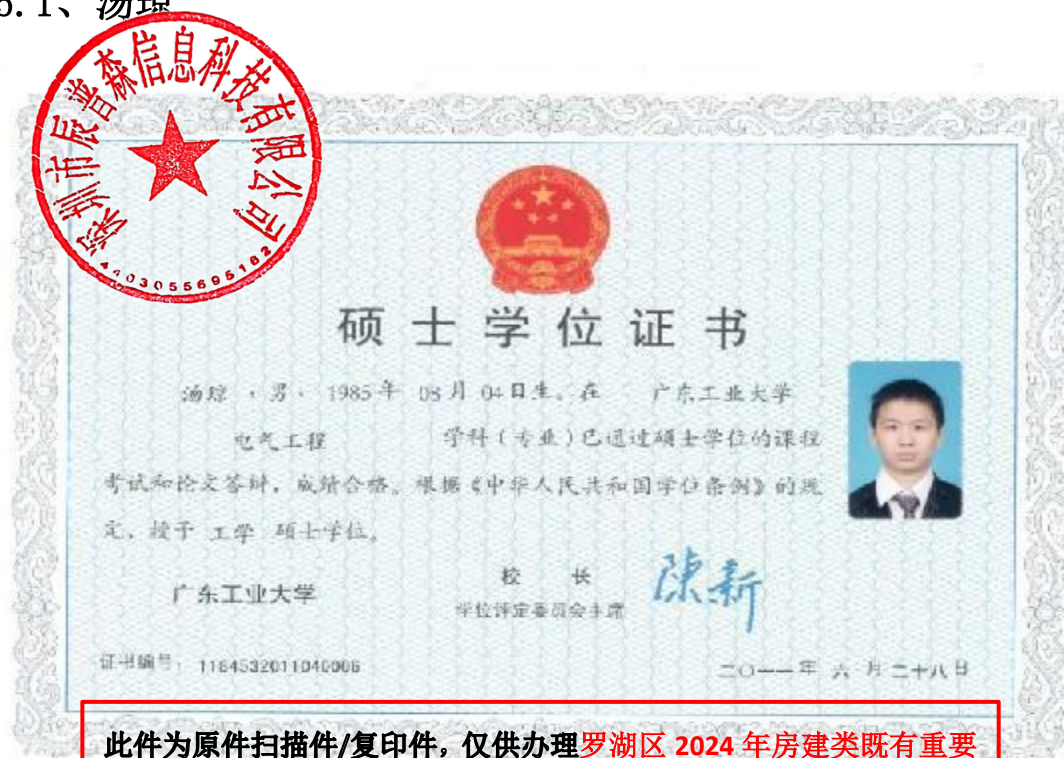 6.1、汤琼
深圳市辰普森信息科技有限公司
4403055695182
硕士学位证书
汤琼 ，男， 1985年 08月 04日生。在 广东工业大学
电气工程 学科（专业）已通过硕士学位的课程
考试和论文答辩，成绩合格。根据《中华人民共和国学位条例》的规
定，授予 工学 硕士学位。
广东工业大学
校 长
学位评定委员会主席
陈新
证书编号： 1184532011040006
二〇一一年 六 月 二十八 日
此件为原件扫描件/复印件，仅供办理罗湖区 2024 年房建类既有重要